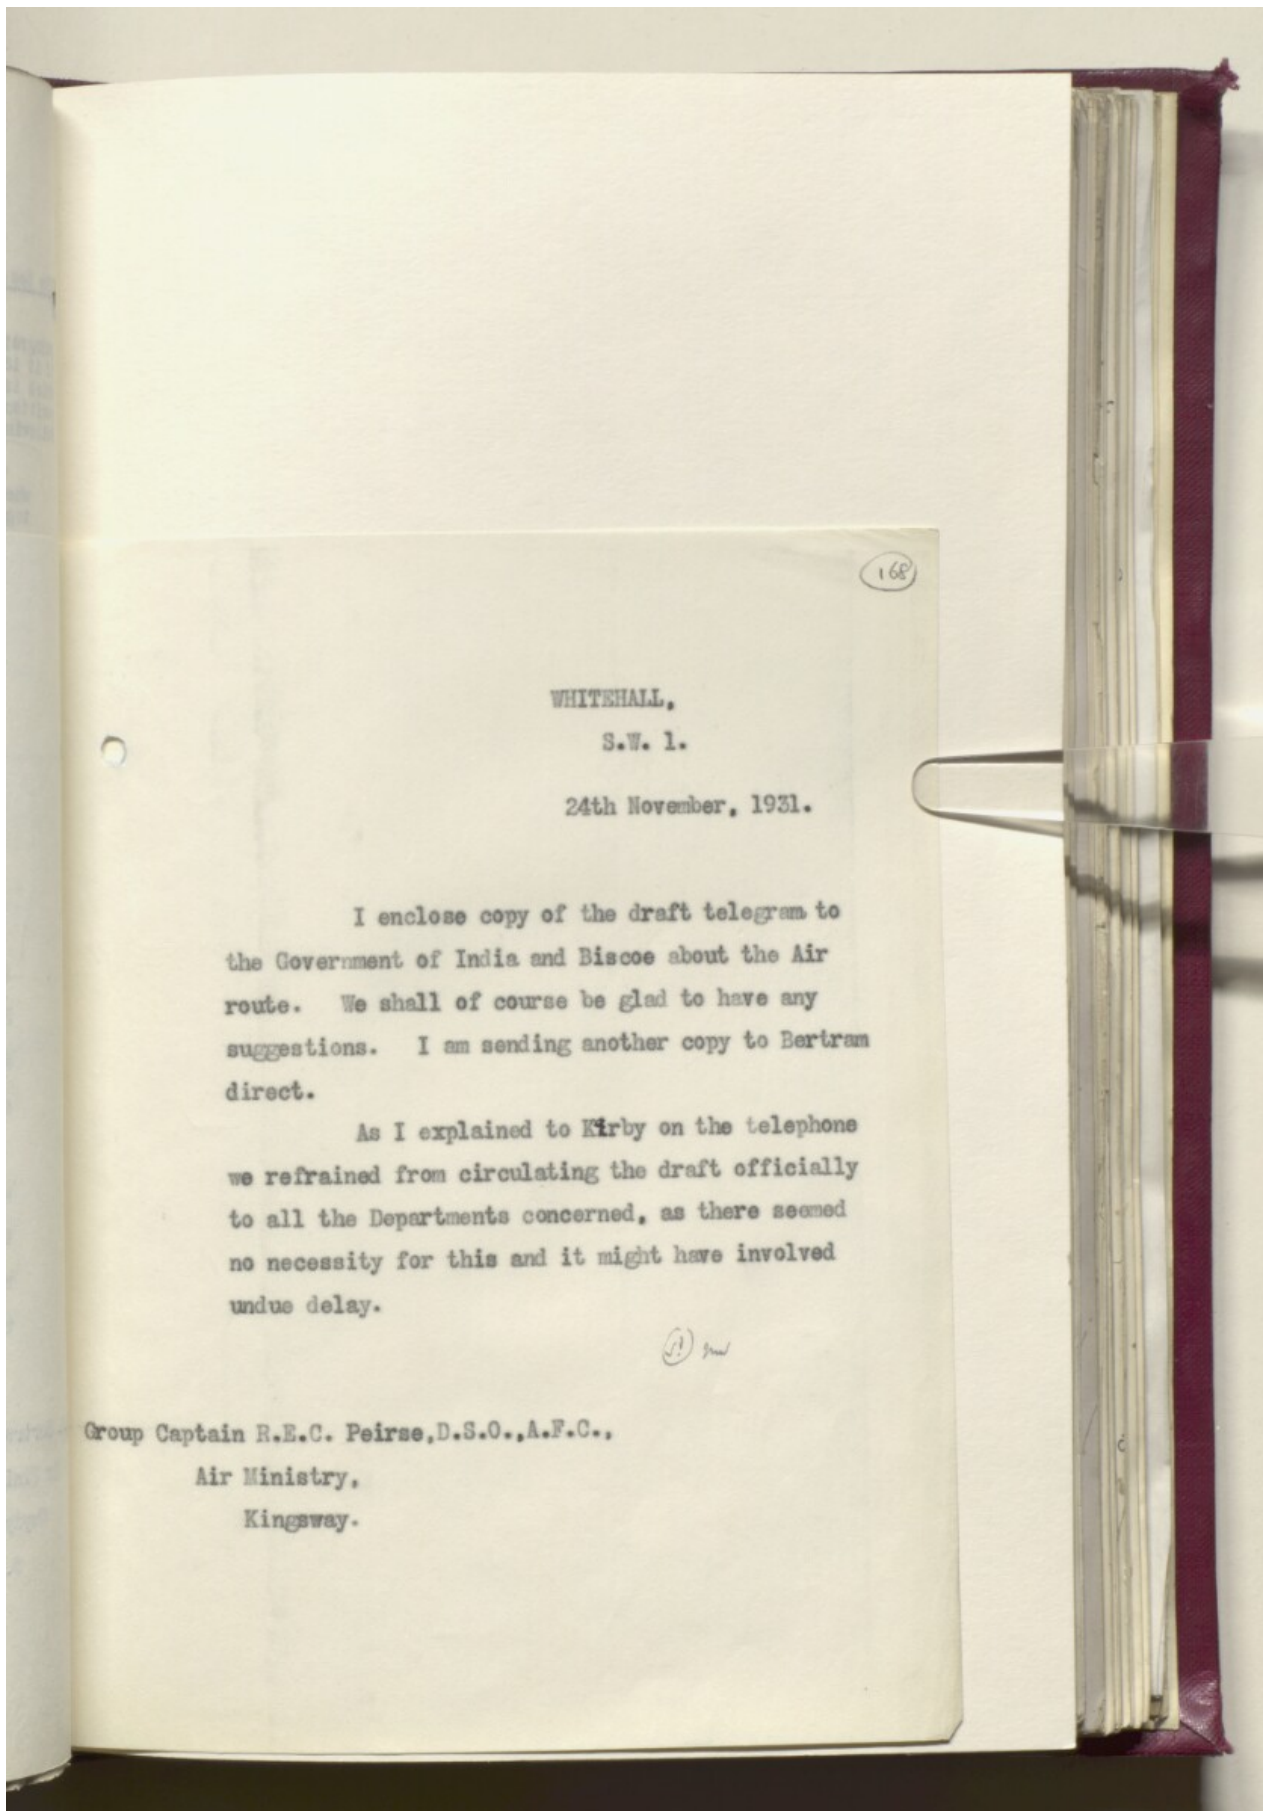 168
WHITEHALL,
S.W. 1.
24th November, 1931.
I enclose copy of the draft telegram to
the Government of India and Biscoe about the Air
route. We shall of course be glad to have any
suggestions. I am sending another copy to Bertram
direct.
As I explained to Kirby on the telephone
we refrained from circulating the draft officially
to all the Departments concerned, as there seemed
no necessity for this and it might have involved
undue delay.
Group Captain R.E.C. Peirse,D.S.O.,A.F.C.,
Air Ministry,
Kingsway.